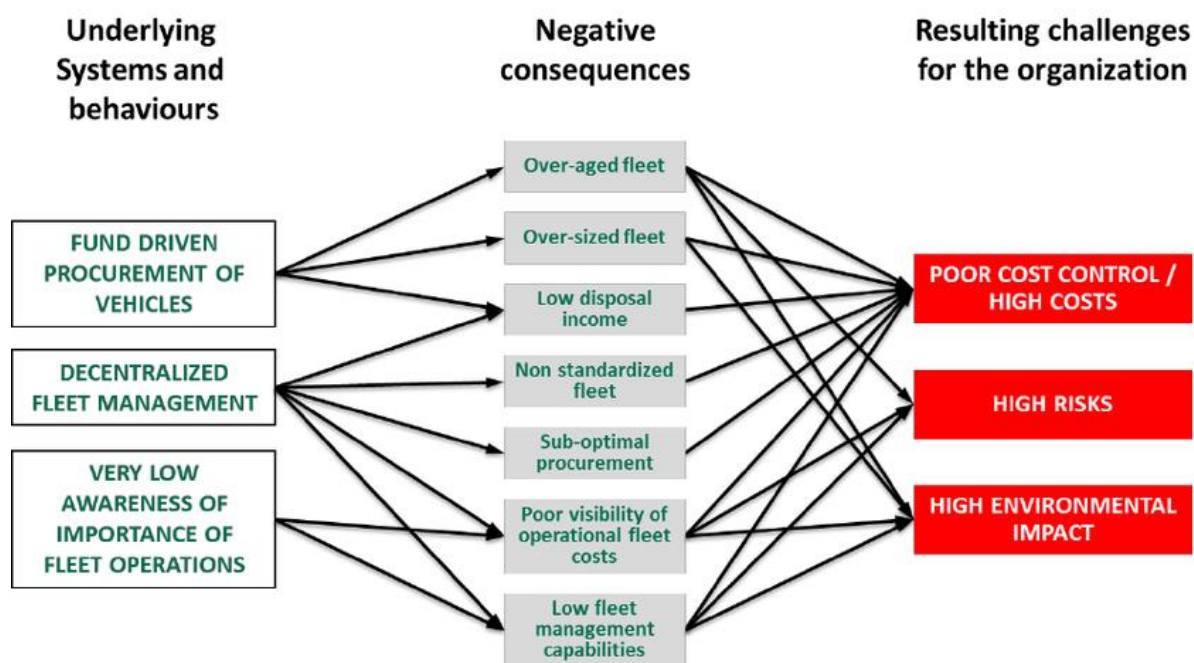 Underlying
Systems and
behaviours
Negative
consequences
Resulting challenges
for the organization
FUND DRIVEN
PROCUREMENT OF
VEHICLES
DECENTRALIZED
FLEET MANAGEMENT
VERY LOW
AWARENESS OF
IMPORTANCE OF
FLEET OPERATIONS
Over-aged fleet
Over-sized fleet
Low disposal
income
Non standardized
fleet
Sub-optimal
procurement
Poor visibility of
operational fleet
costs
Low fleet
management
capabilities
POOR COST CONTROL /
HIGH COSTS
HIGH RISKS
HIGH ENVIRONMENTAL
IMPACT